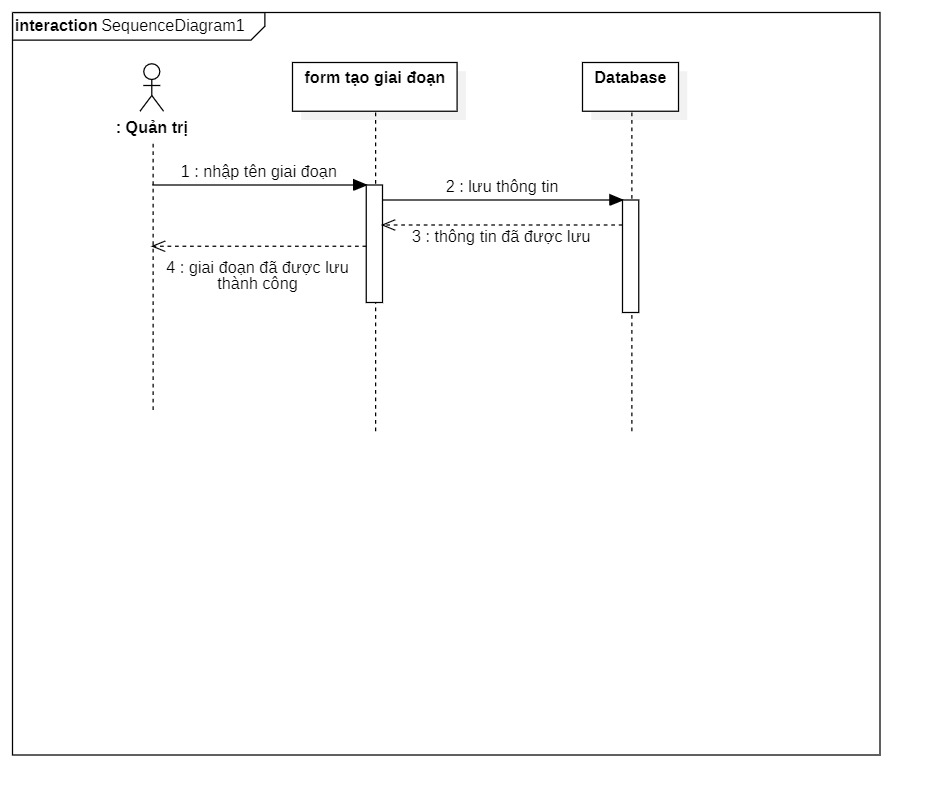 interaction SequenceDiagram1
form tạo giai đoạn
Database
: Quản trị
1 : nhập tên giai đoạn
2 : lưu thông tin
3 : thông tin đã được lưu
4 : giai đoạn đã được lưu
thành công